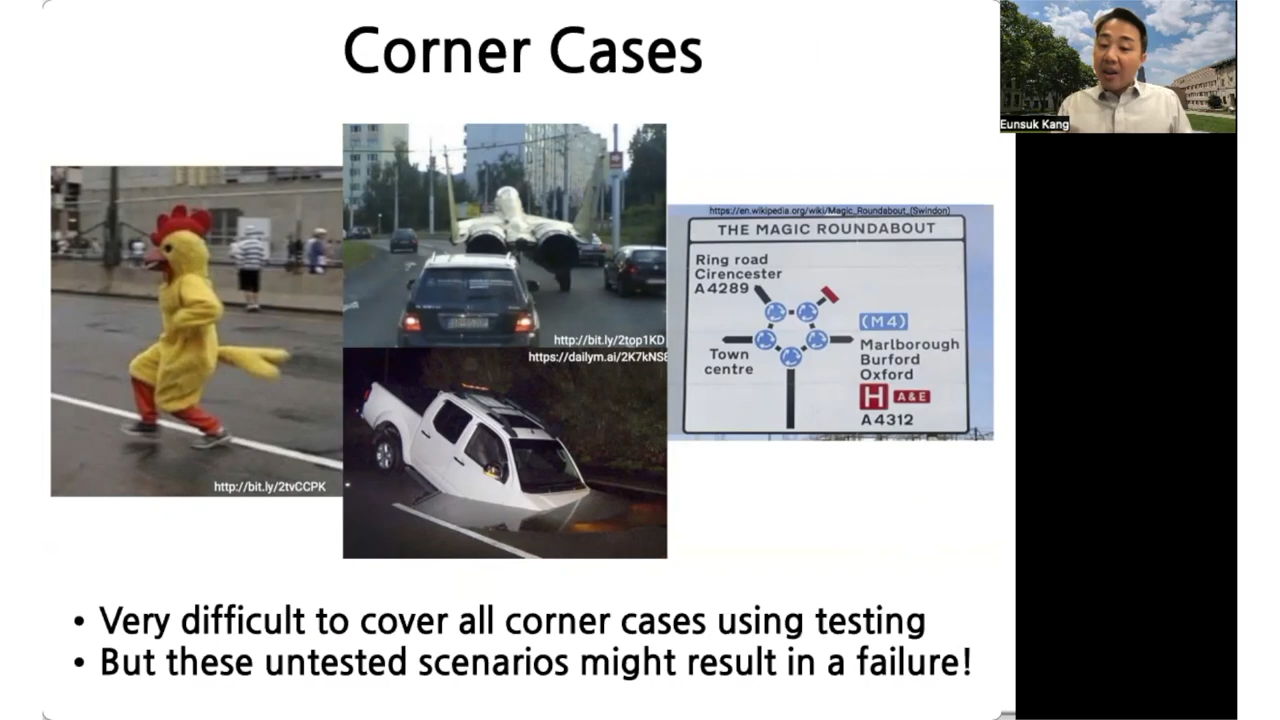 Corner Cases
Eunsuk Kang
http://bit.ly/2tvCCPK
http://bit.ly/2top1KD
https://dailym.ai/2K7kNS8
https://en.wikipedia.org/wiki/Magic_Roundabout_(Swindon)
THE MAGIC ROUNDABOUT
Ring road
Cirencester
A4289
(M4)
Town
centre
Marlborough
Burford
Oxford
H A&E
A4312
• Very difficult to cover all corner cases using testing
• But these untested scenarios might result in a failure!